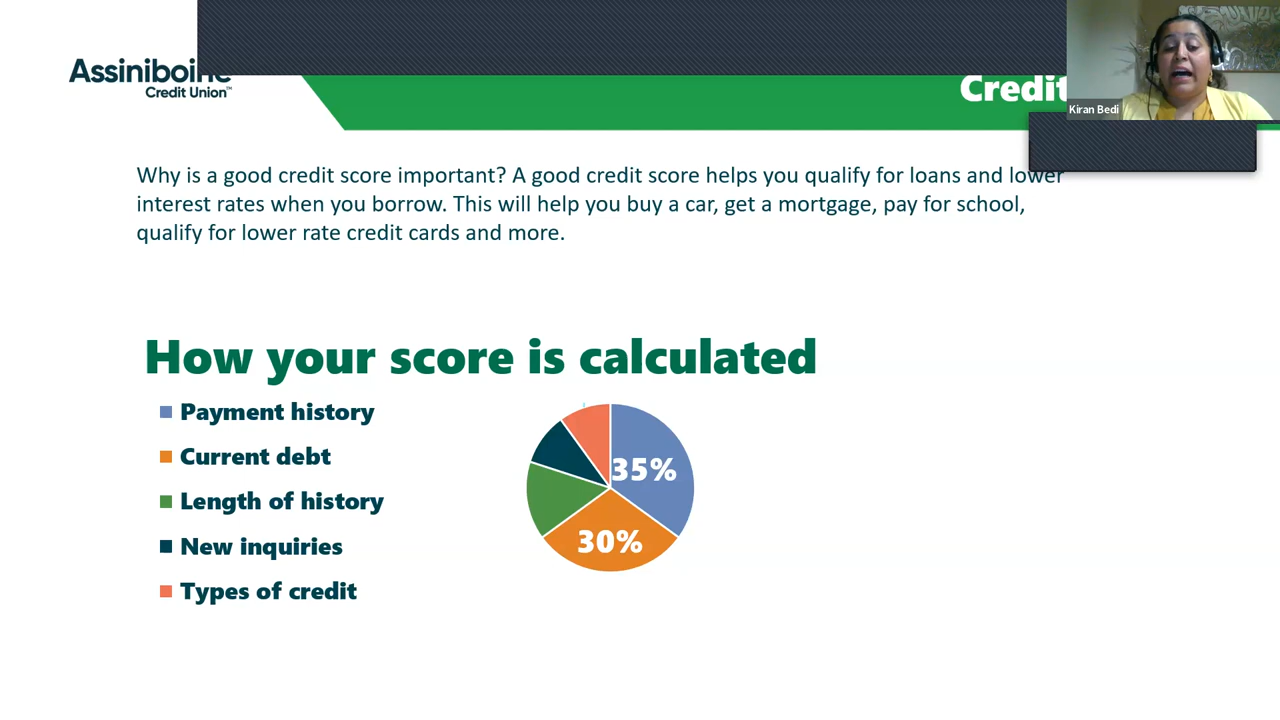 Assiniboine
Credit Union™
Credit
Kiran Bedi
Why is a good credit score important? A good credit score helps you qualify for loans and lower
interest rates when you borrow. This will help you buy a car, get a mortgage, pay for school,
qualify for lower rate credit cards and more.
How your score is calculated
Payment history
Current debt
Length of history
New inquiries
Types of credit
35%
30%